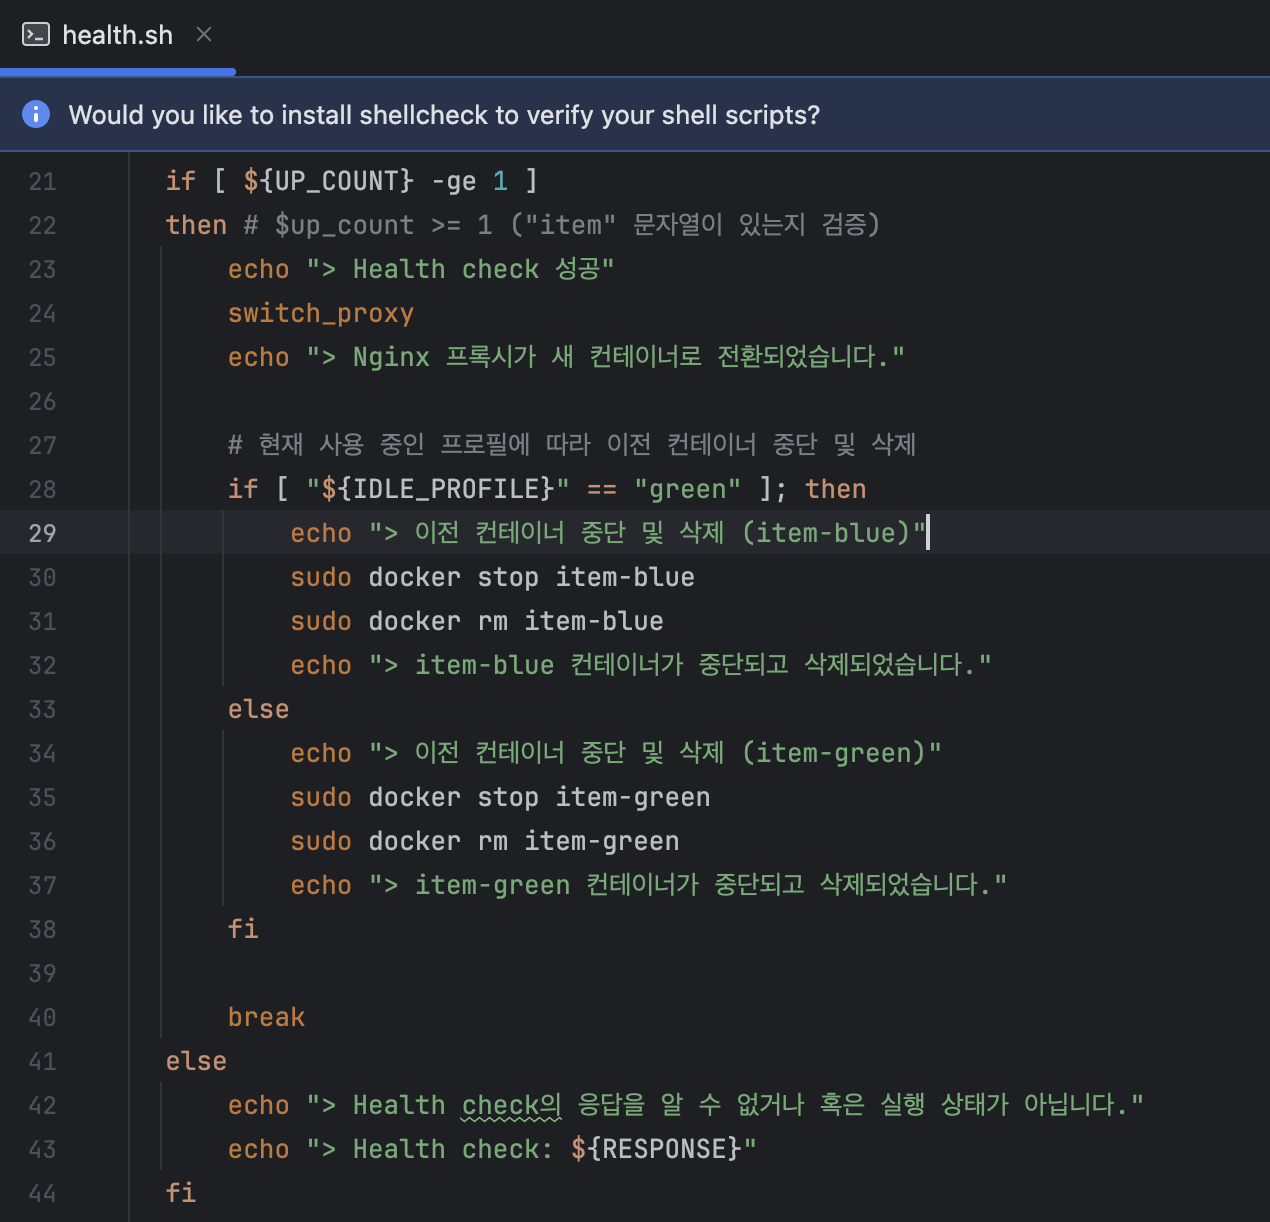 health.sh
Would you like to install shellcheck to verify your shell scripts?
21 if [ ${UP_COUNT} -ge 1 ]
22 then # $up_count >= 1 ("item" 문자열이 있는지 검증)
23 echo "> Health check 성공"
24 switch_proxy
25 echo "> Nginx 프록시가 새 컨테이너로 전환되었습니다."
26
27 # 현재 사용 중인 프로필에 따라 이전 컨테이너 중단 및 삭제
28 if [ "${IDLE_PROFILE}" == "green" ]; then
29 echo "> 이전 컨테이너 중단 및 삭제 (item-blue)"
30 sudo docker stop item-blue
31 sudo docker rm item-blue
32 echo "> item-blue 컨테이너가 중단되고 삭제되었습니다."
33 else
34 echo "> 이전 컨테이너 중단 및 삭제 (item-green)"
35 sudo docker stop item-green
36 sudo docker rm item-green
37 echo "> item-green 컨테이너가 중단되고 삭제되었습니다."
38 fi
39
40 break
41 else
42 echo "> Health check의 응답을 알 수 없거나 혹은 실행 상태가 아닙니다."
43 echo "> Health check: ${RESPONSE}"
44 fi